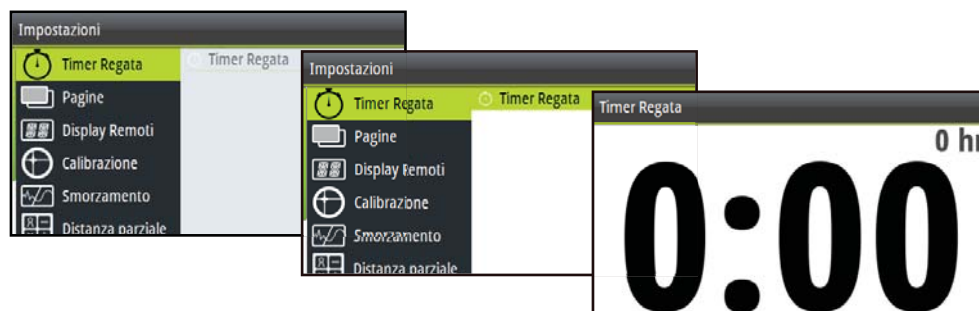 Impostazioni
Timer Regata
Timer Regata
Pagine
Display Remoti
Calibrazione
Smorzamento
Distanza parziale
Impostazioni
Timer Regata
Timer Regata
Pagine
Display Remoti
Calibrazione
Smorzamento
Distanza parziale
Timer Regata
0 hr
0:00